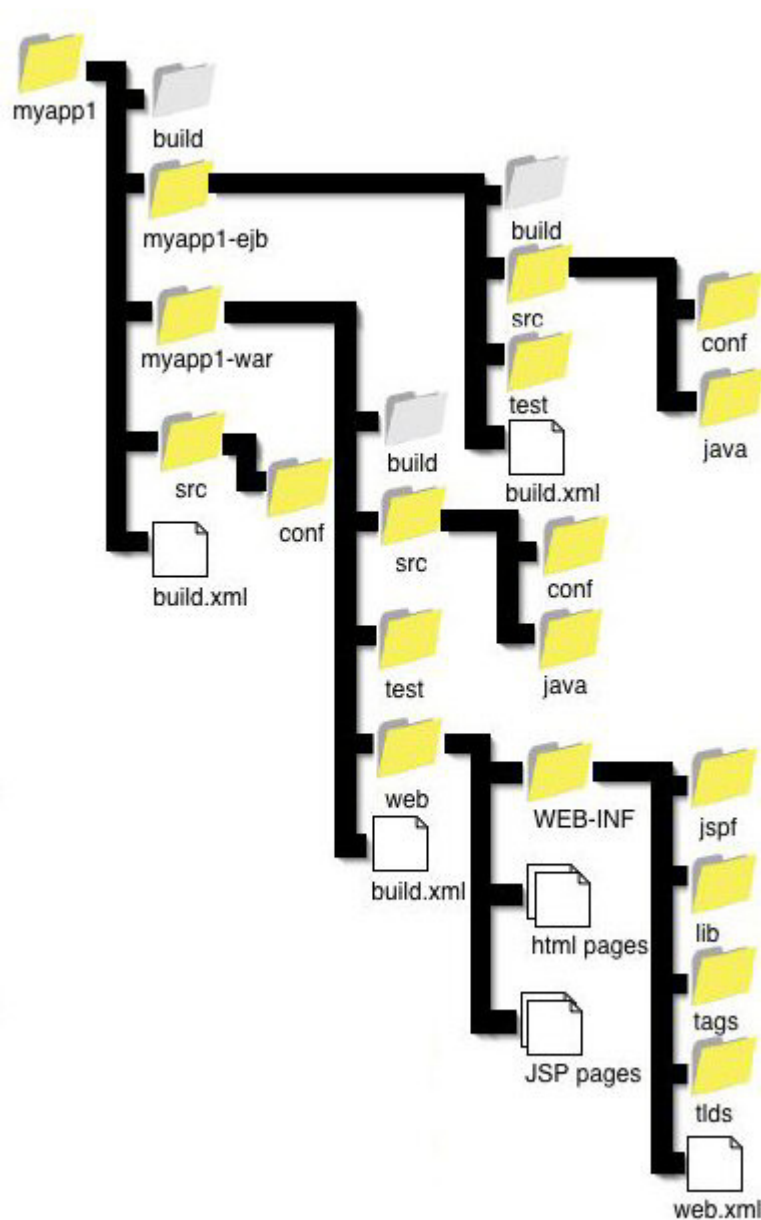 myapp1
build
myapp1-ejb
build
src
conf
myapp1-war
test
java
build
build.xml
src
conf
src
conf
build.xml
test
java
web
WEB-INF
jspf
build.xml
html pages
lib
tags
JSP pages
tlds
web.xml